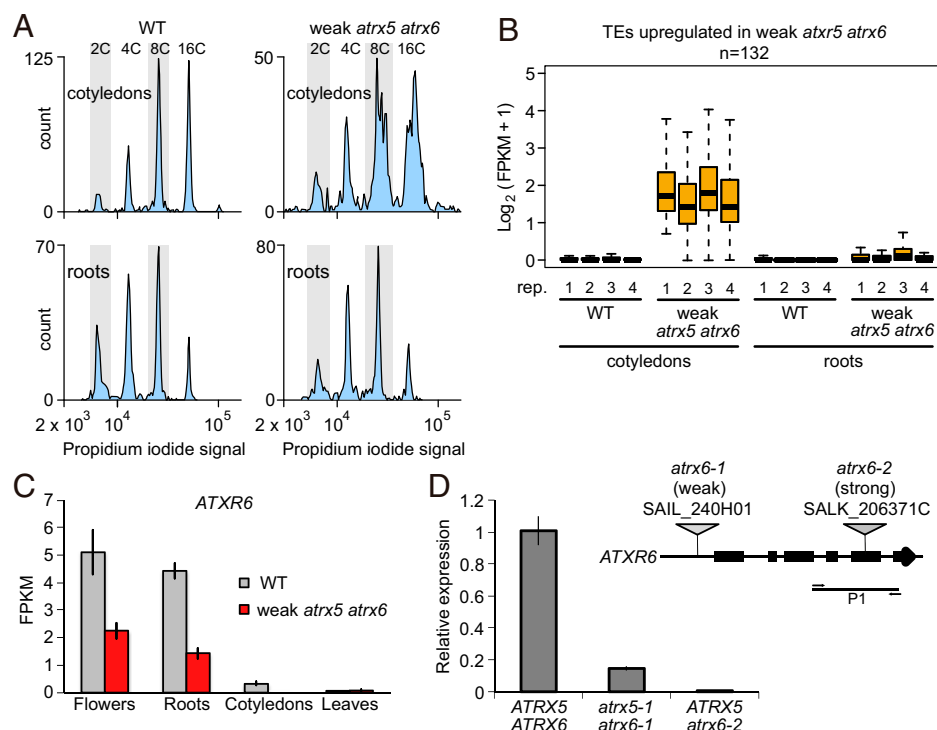 A
WT
weak atrx5 atrx6
2C 4C 8C 16C
2C 4C 8C 16C
125
cotyledons
count
0
50
cotyledons
0
70
roots
count
0
80
roots
0
2 x 10³ 10⁴ 10⁵
2 x 10³ 10⁴ 10⁵
Propidium iodide signal
Propidium iodide signal
B
TEs upregulated in weak atxr5 atrx6
n=132
Log₂ (FPKM + 1)
5
4
3
2
1
0
rep. 1 2 3 4 1 2 3 4 1 2 3 4 1 2 3 4
WT weak WT weak
atrx5 atrx6 atrx5 atrx6
cotyledons roots
C
ATXR6
FPKM
7
6
5
4
3
2
1
0
WT
weak atrx5 atrx6
Flowers Roots Cotyledons Leaves
D
Relative expression
1.2
1
0.8
0.6
0.4
0.2
0
ATRX5 atrx5-1 ATRX5
ATRX6 atrx6-1 atrx6-2
atrx6-1 atrx6-2
(weak) (strong)
SAIL_240H01 SALK_206371C
ATXR6
P1